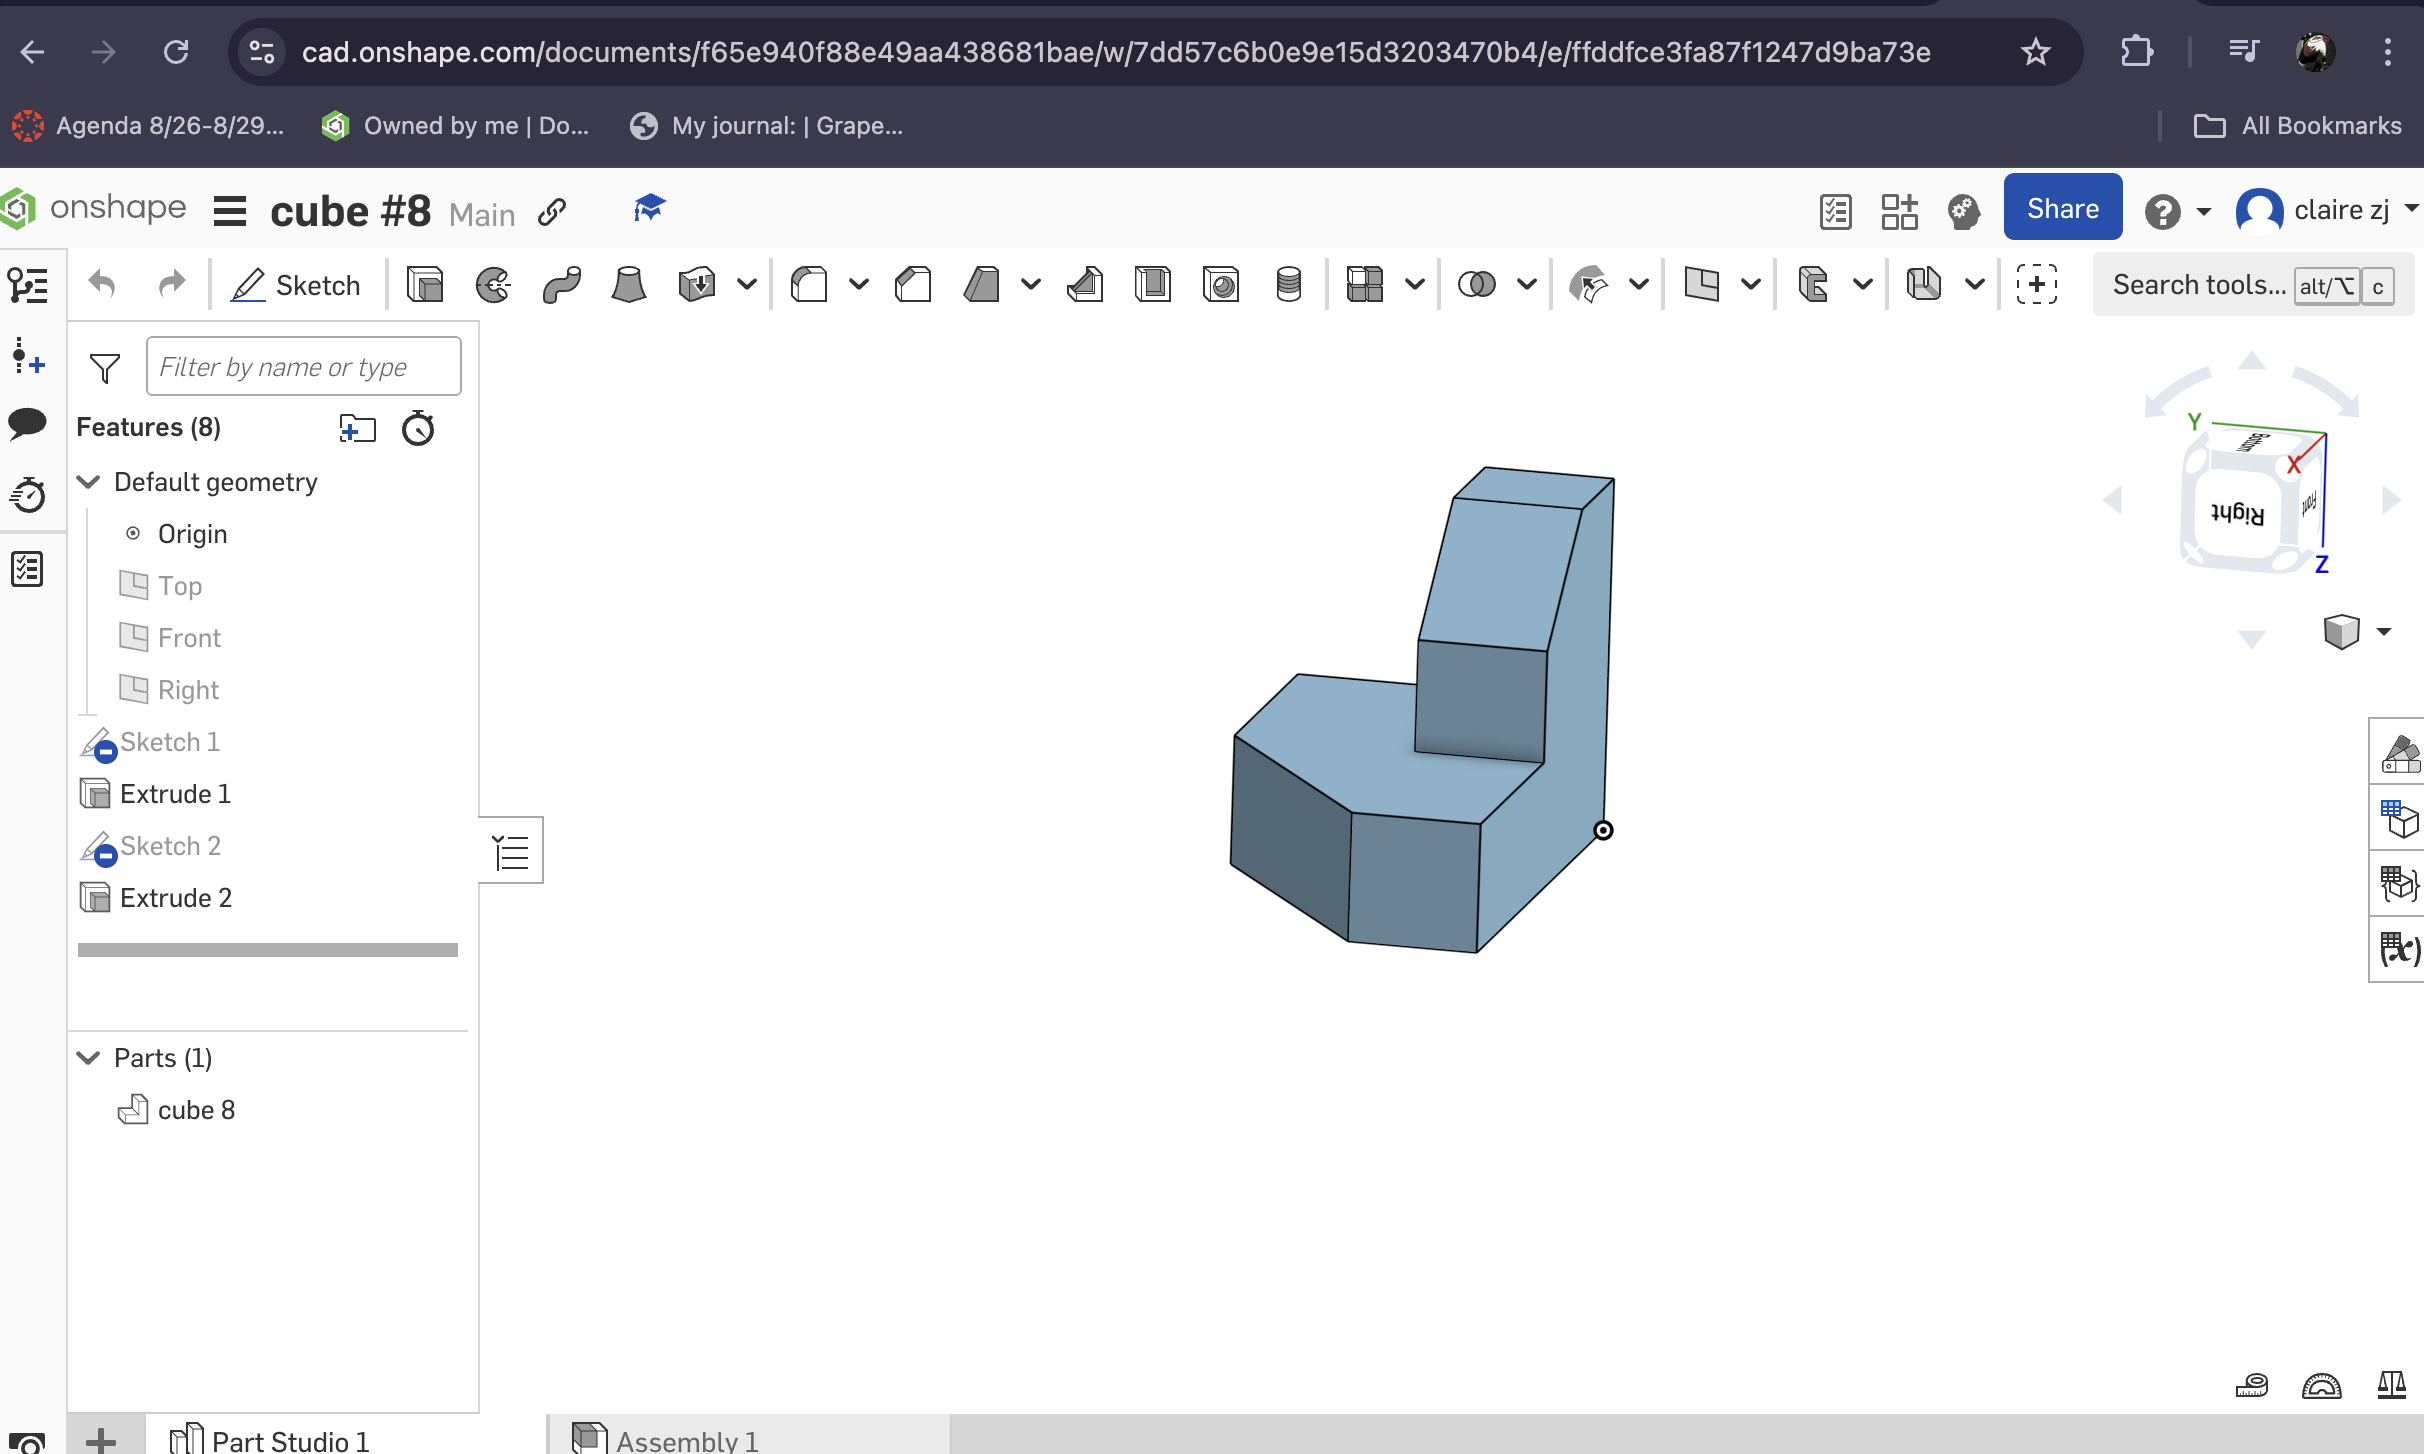 cad.onshape.com/documents/f65e940f88e49aa438681bae/w/7dd57c6b0e9e15d3203470b4/e/ffddfce3fa87f1247d9ba73e
Agenda 8/26-8/29... Owned by me | Do... My journal: | Grape... All Bookmarks
onshape cube #8 Main Share claire zj
Sketch Search tools... alt/⌥ c
Filter by name or type
Features (8)
Default geometry
Origin
Top
Front
Right
Sketch 1
Extrude 1
Sketch 2
Extrude 2
Parts (1)
cube 8
Y
Bottom
X
Right
Front
Z
(x)
Part Studio 1 Assembly 1